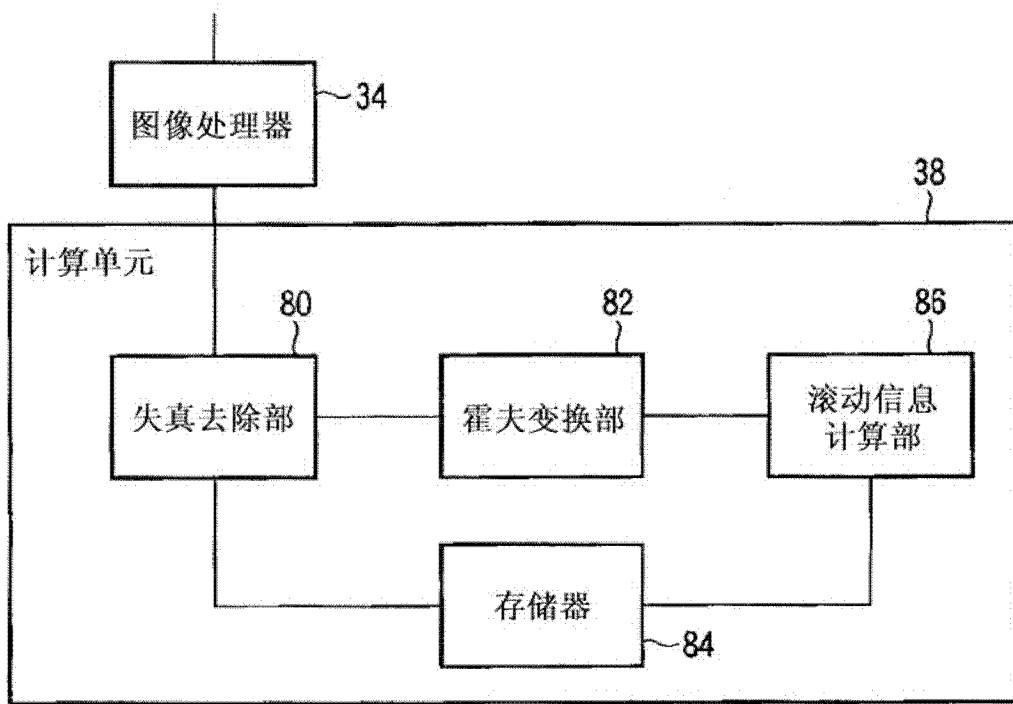 图像处理器
34
38
计算单元
80
82
86
失真去除部
霍夫变换部
滚动信息
计算部
存储器
84